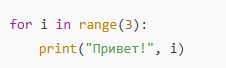 for i in range(3):
    print("Привет!", i)